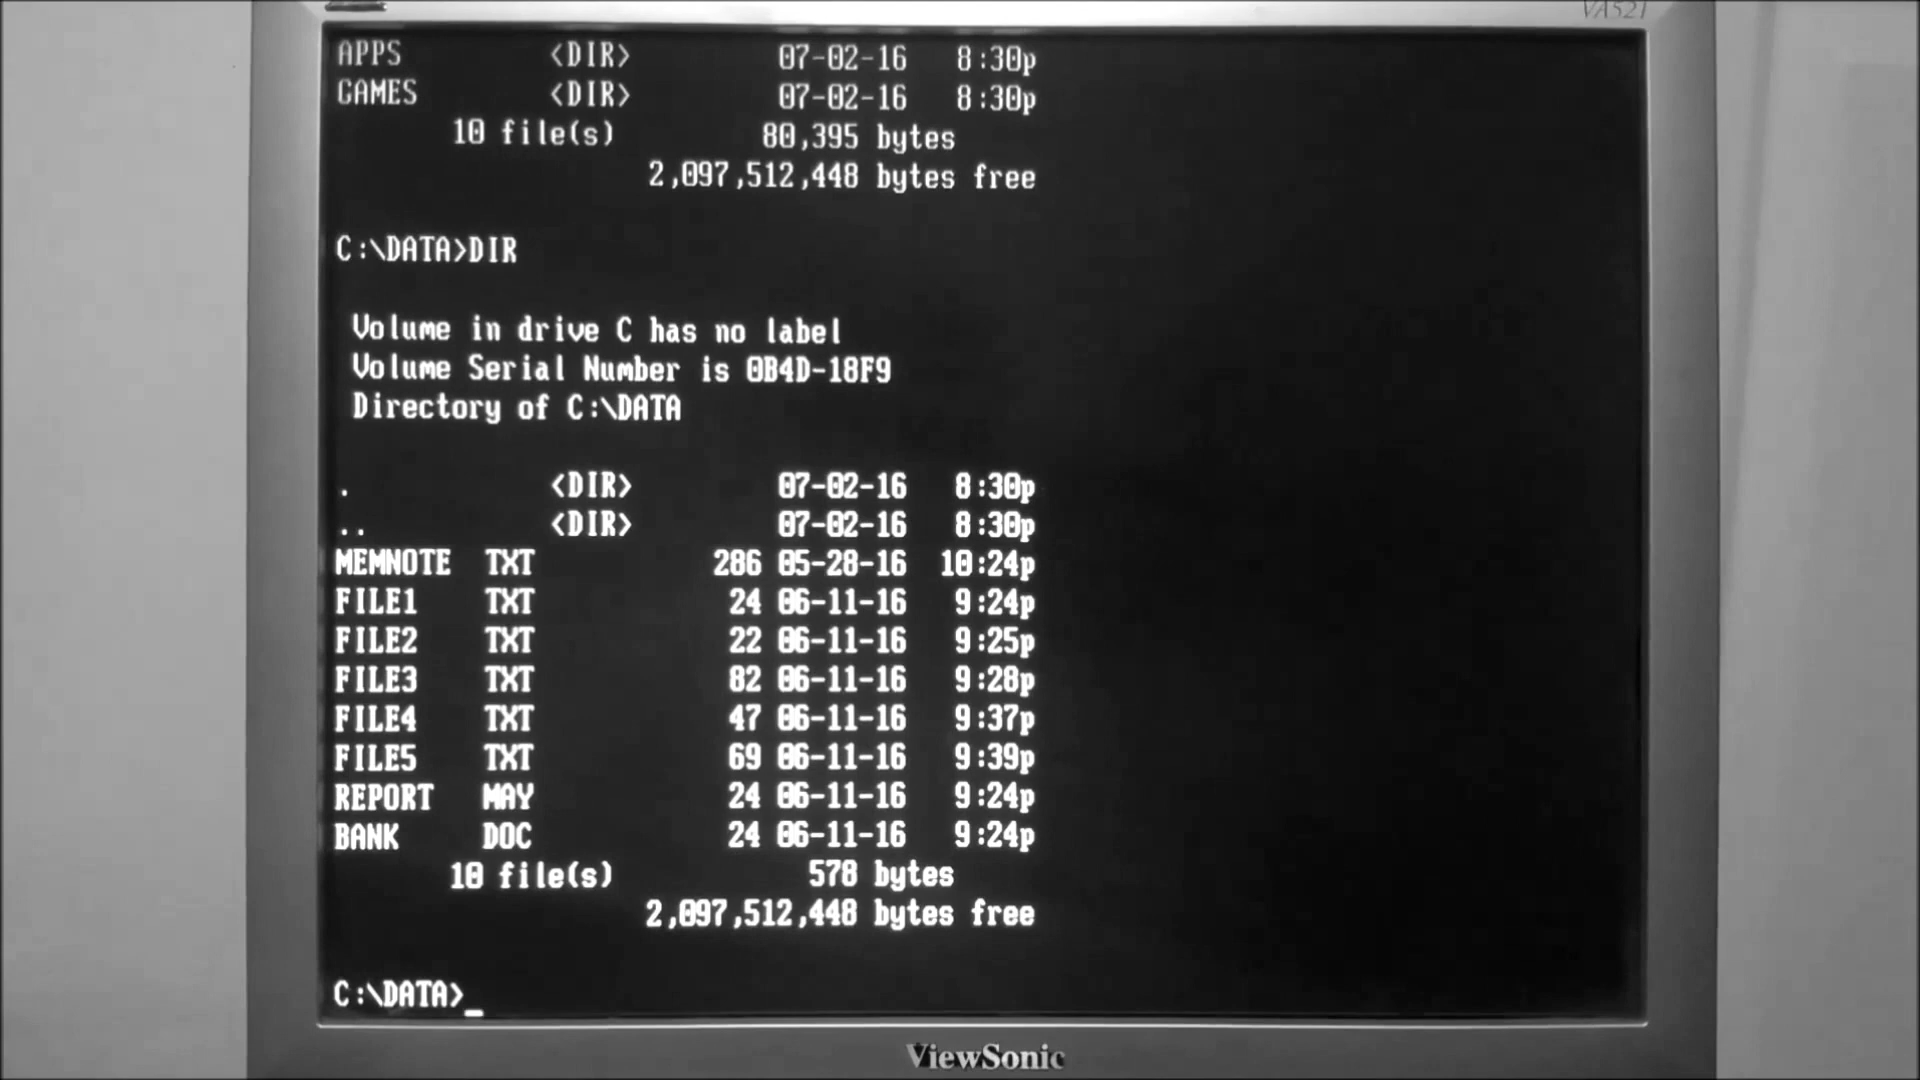 VA521
APPS <DIR> 07-02-16 8:30p
GAMES <DIR> 07-02-16 8:30p
10 file(s) 80,395 bytes
2,097,512,448 bytes free
C:\DATA>DIR
Volume in drive C has no label
Volume Serial Number is 0B4D-18F9
Directory of C:\DATA
. <DIR> 07-02-16 8:30p
.. <DIR> 07-02-16 8:30p
MEMNOTE TXT 286 05-28-16 10:24p
FILE1 TXT 24 06-11-16 9:24p
FILE2 TXT 22 06-11-16 9:25p
FILE3 TXT 82 06-11-16 9:28p
FILE4 TXT 47 06-11-16 9:37p
FILE5 TXT 69 06-11-16 9:39p
REPORT MAY 24 06-11-16 9:24p
BANK DOC 24 06-11-16 9:24p
10 file(s) 578 bytes
2,097,512,448 bytes free
C:\DATA>_
ViewSonic